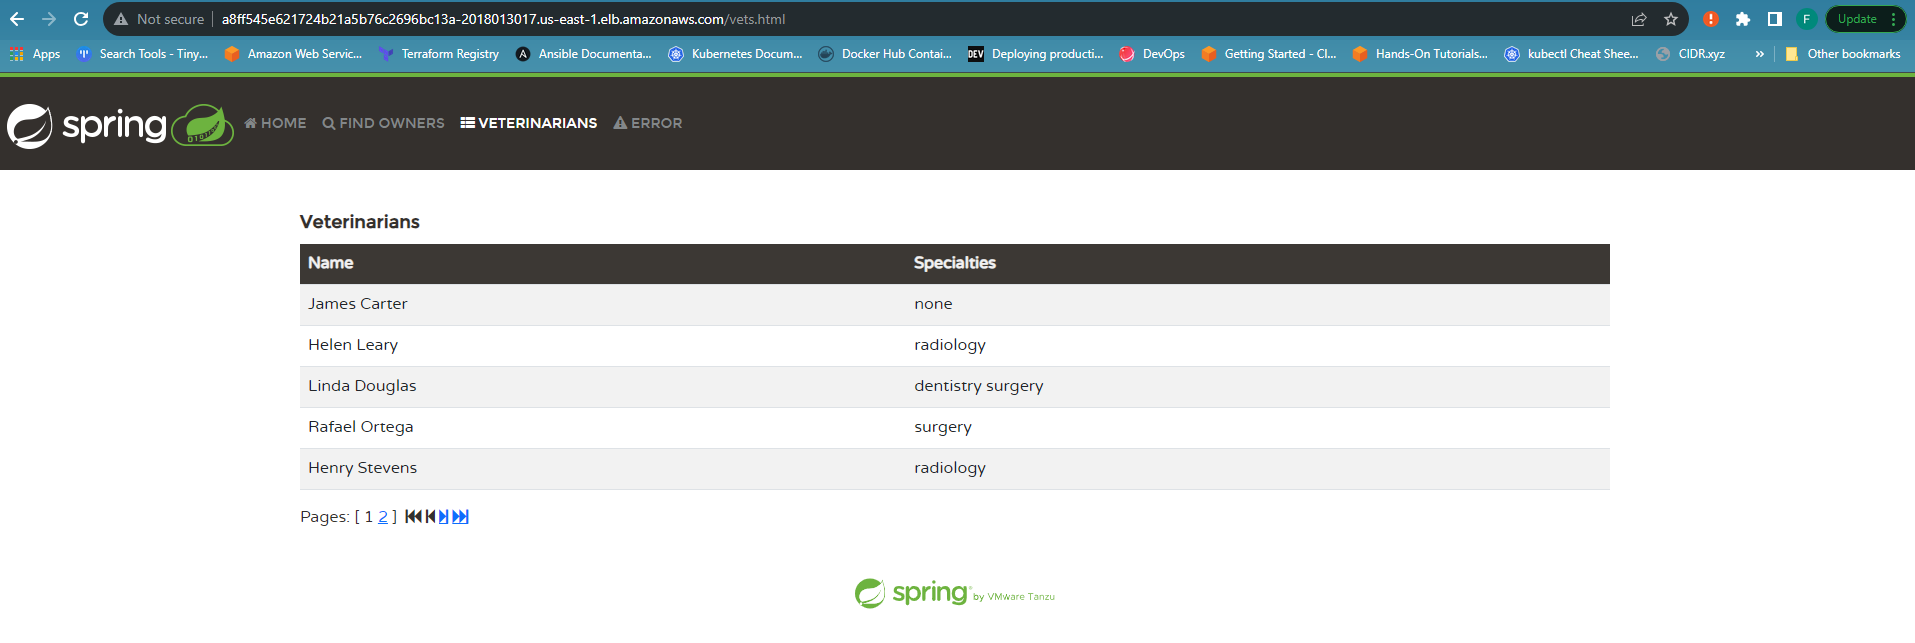 Not secure | a8ff545e621724b21a5b76c2696bc13a-2018013017.us-east-1.elb.amazonaws.com/vets.html F Update
Apps Search Tools - Tiny... Amazon Web Servic... Terraform Registry A Ansible Documenta... Kubernetes Docum... Docker Hub Contai... DEV Deploying producti... DevOps Getting Started - Cl... Hands-On Tutorials... kubectl Cheat Shee... CIDR.xyz » Other bookmarks
spring HOME FIND OWNERS VETERINARIANS ERROR
Veterinarians
Name Specialties
James Carter none
Helen Leary radiology
Linda Douglas dentistry surgery
Rafael Ortega surgery
Henry Stevens radiology
Pages: [ 1 2 ]
spring by VMware Tanzu